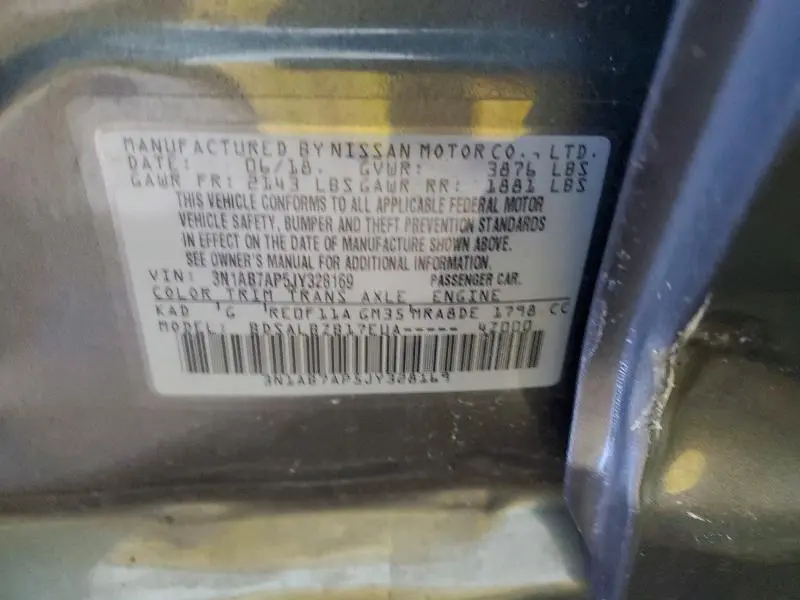 MANUFACTURED BY NISSAN MOTOR CO., LTD.
DATE: 06/18. GVWR: 3876 LBS
GAWR FR: 2143 LBS GAWR RR: 1881 LBS
THIS VEHICLE CONFORMS TO ALL APPLICABLE FEDERAL MOTOR
VEHICLE SAFETY, BUMPER AND THEFT PREVENTION STANDARDS
IN EFFECT ON THE DATE OF MANUFACTURE SHOWN ABOVE.
SEE OWNER'S MANUAL FOR ADDITIONAL INFORMATION.
VIN: 3N1AB7AP5JY328169 PASSENGER CAR.
COLOR TRIM TRANS AXLE ENGINE
KAD G RE0F11A GM35 MRA8DE 1798 CC
MODEL: BDSALBZB17EUA----- 4Z000
3N1AB7AP5JY328169